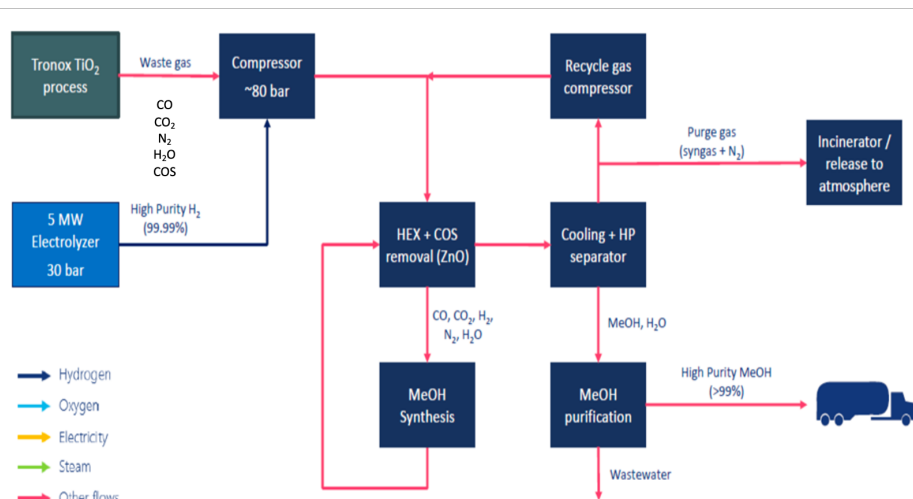 Tronox TiO₂
process
Waste gas
CO
CO₂
N₂
H₂O
COS
Compressor
~80 bar
Recycle gas
compressor
Purge gas
(syngas + N₂)
Incinerator /
release to
atmosphere
5 MW
Electrolyzer
30 bar
High Purity H₂
(99.99%)
HEX + COS
removal (ZnO)
Cooling + HP
separator
CO, CO₂, H₂,
N₂, H₂O
MeOH, H₂O
MeOH
Synthesis
MeOH
purification
High Purity MeOH
(>99%)
Wastewater
Hydrogen
Oxygen
Electricity
Steam
Other flows